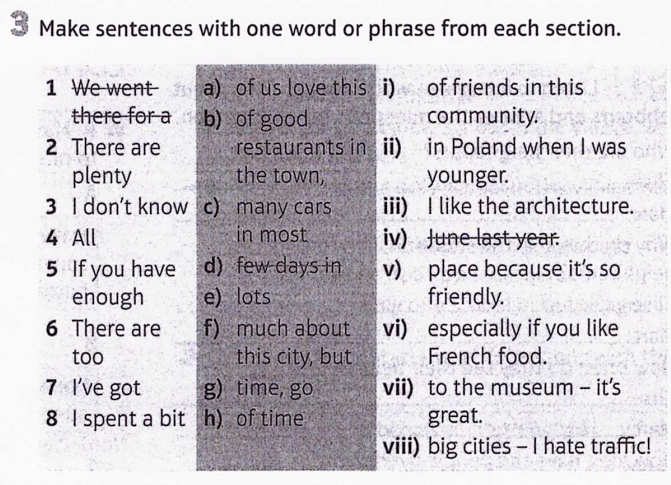 3 Make sentences with one word or phrase from each section.
1 We went
there for a
2 There are
plenty
3 I don't know
4 All
5 If you have
enough
6 There are
too
7 I've got
8 I spent a bit
a) of us love this
b) of good
restaurants in
the town,
c) many cars
in most
d) few days in
e) lots
f) much about
this city, but
g) time, go
h) of time
i) of friends in this
community.
ii) in Poland when I was
younger.
iii) I like the architecture.
iv) June last year.
v) place because it's so
friendly.
vi) especially if you like
French food.
vii) to the museum – it's
great.
viii) big cities – I hate traffic!